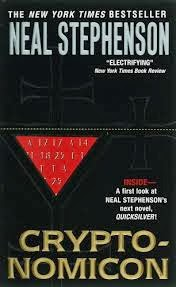 THE NEW YORK TIMES BESTSELLER
NEAL STEPHENSON
"ELECTRIFYING"
New York Times Book Review
INSIDE—
A first look at
NEAL STEPHENSON's
next novel,
QUICKSILVER!
CRYPTO-
NOMICON